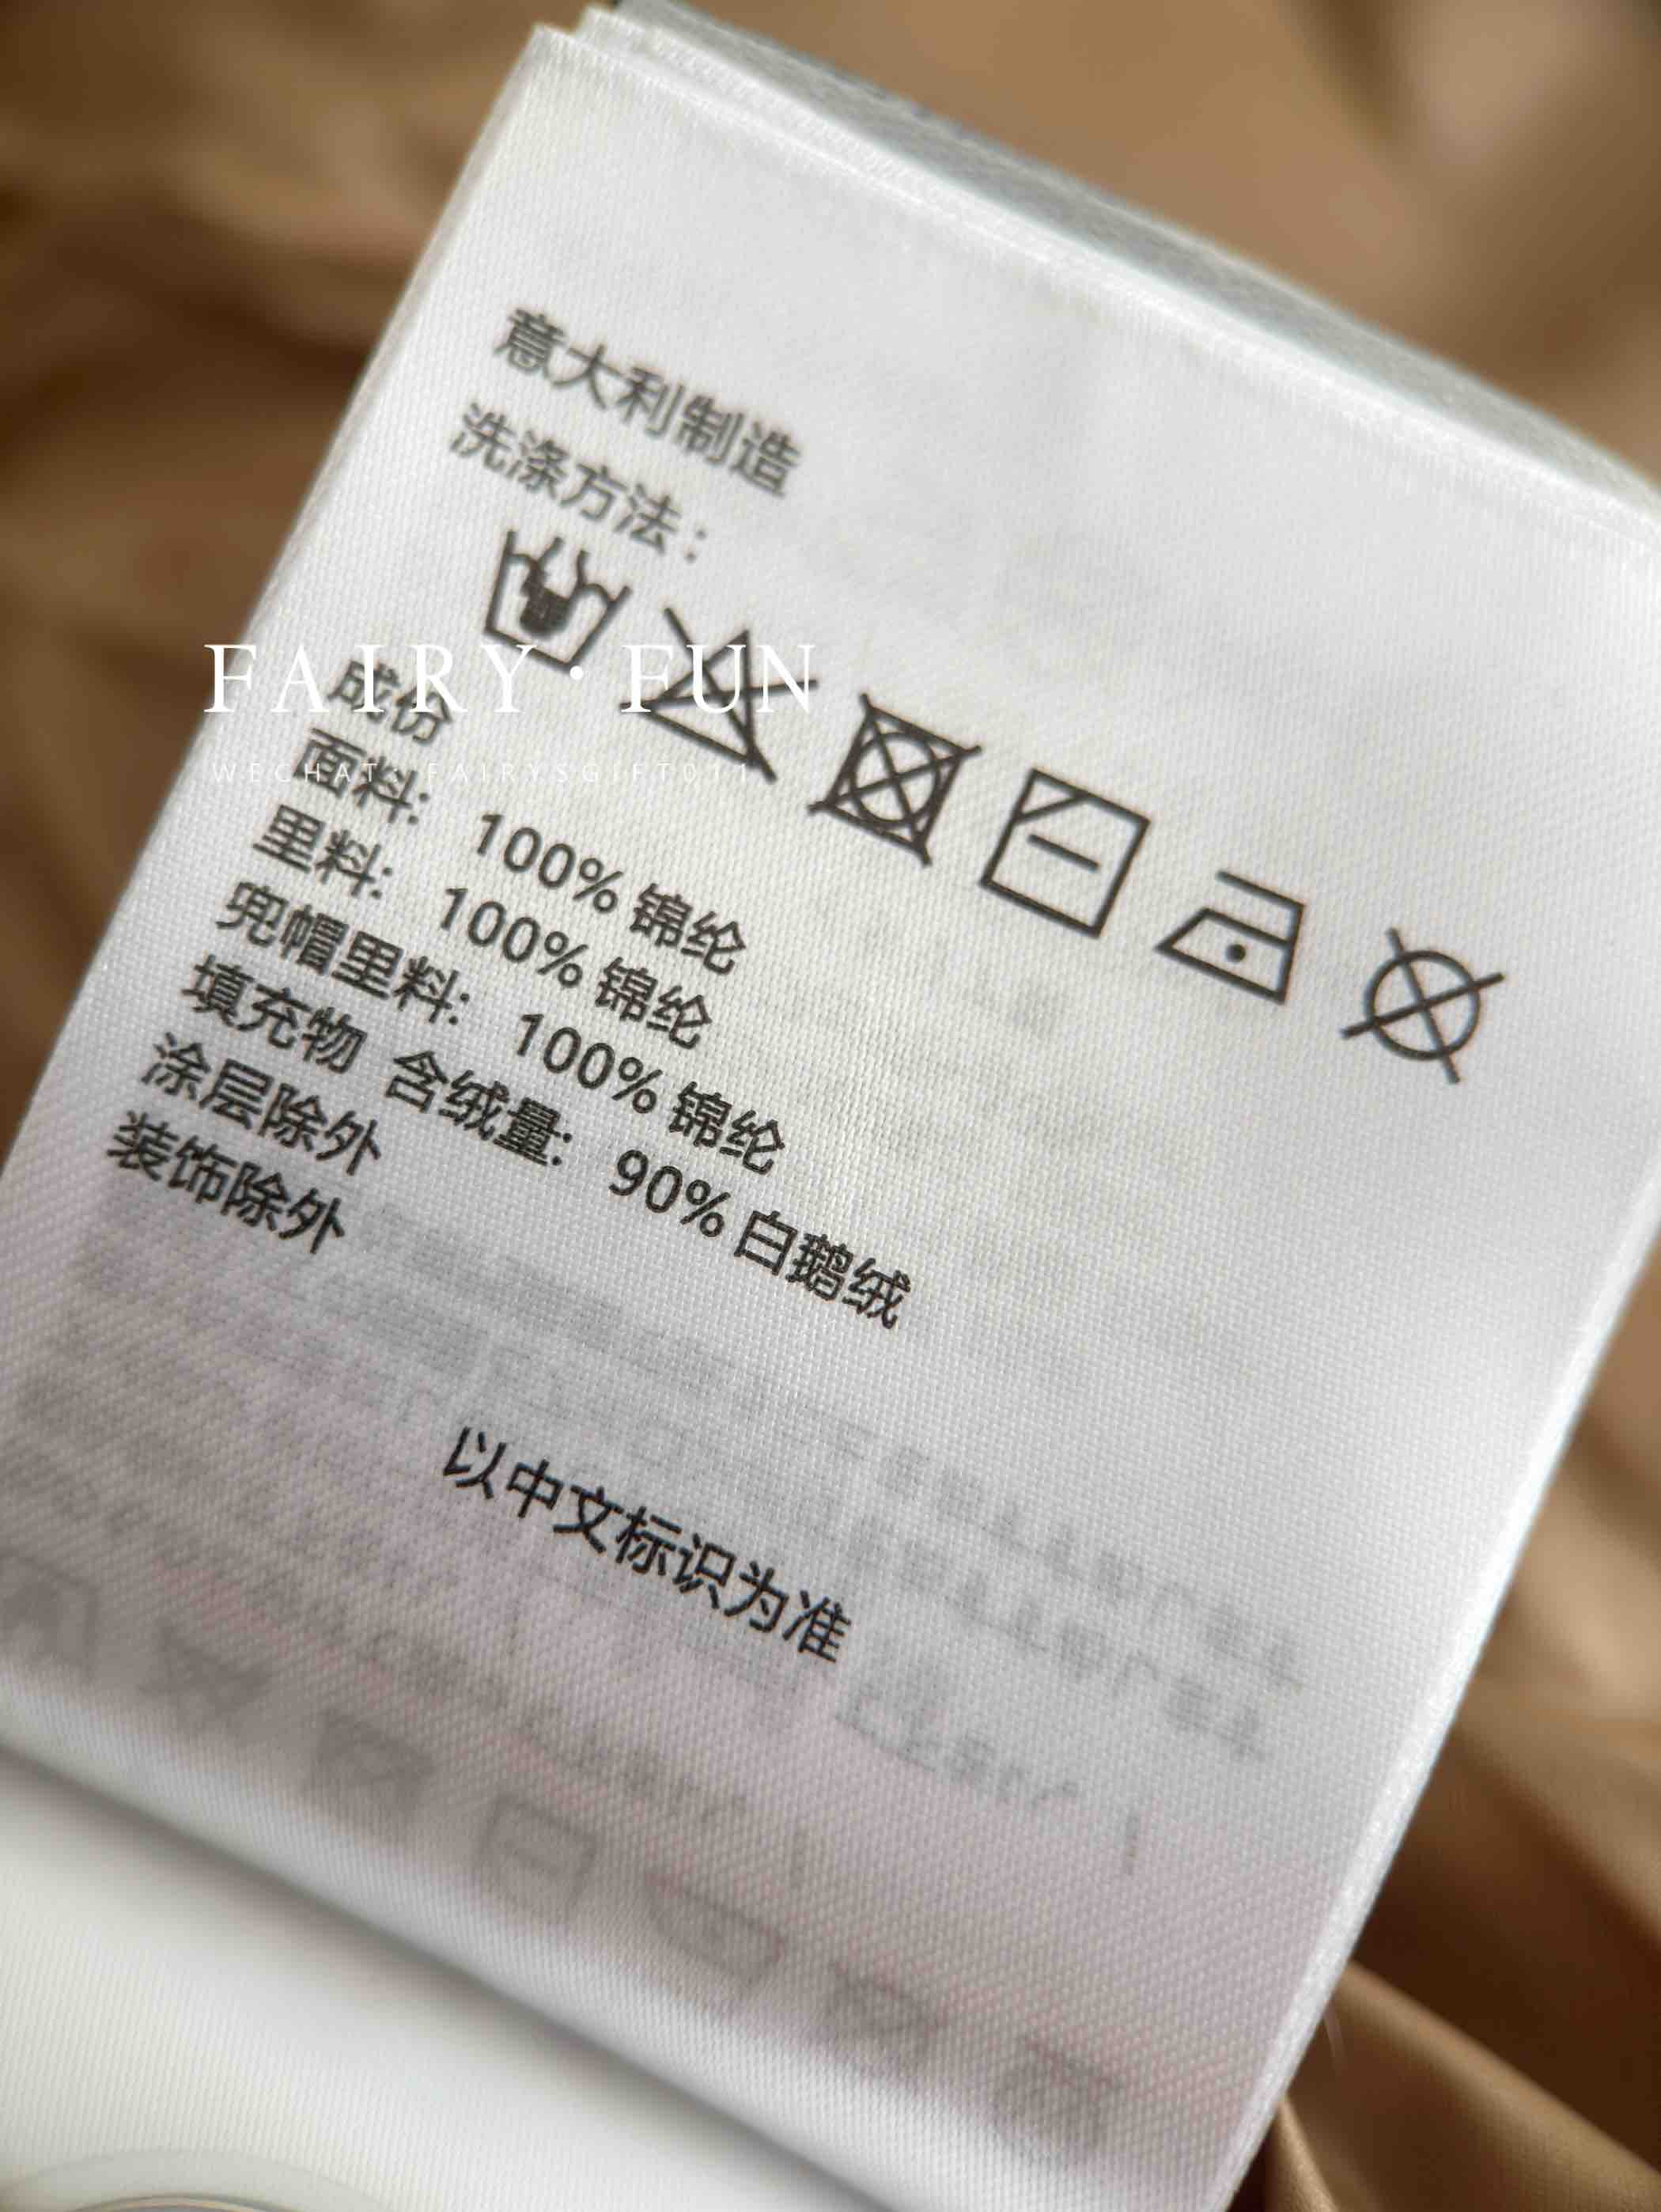 意大利制造
洗涤方法：
FAIRY·FUN
成份
WECHAT: FAIRYSGIFT011
面料: 100% 锦纶
里料: 100% 锦纶
兜帽里料: 100% 锦纶
填充物 含绒量: 90% 白鹅绒
涂层除外
装饰除外
以中文标识为准